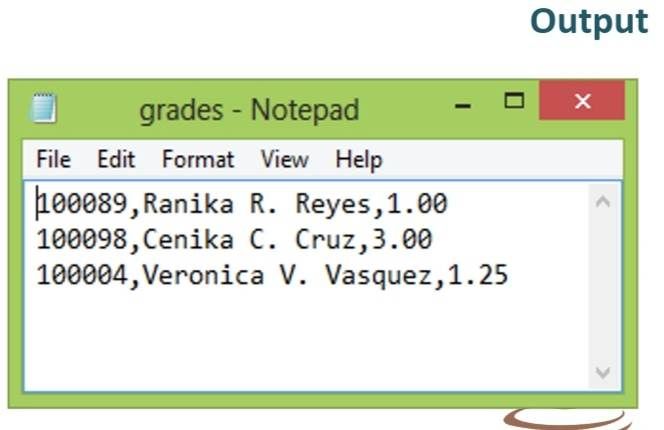 Output
grades - Notepad
File Edit Format View Help
100089,Ranika R. Reyes,1.00
100098,Cenika C. Cruz,3.00
100004,Veronica V. Vasquez,1.25